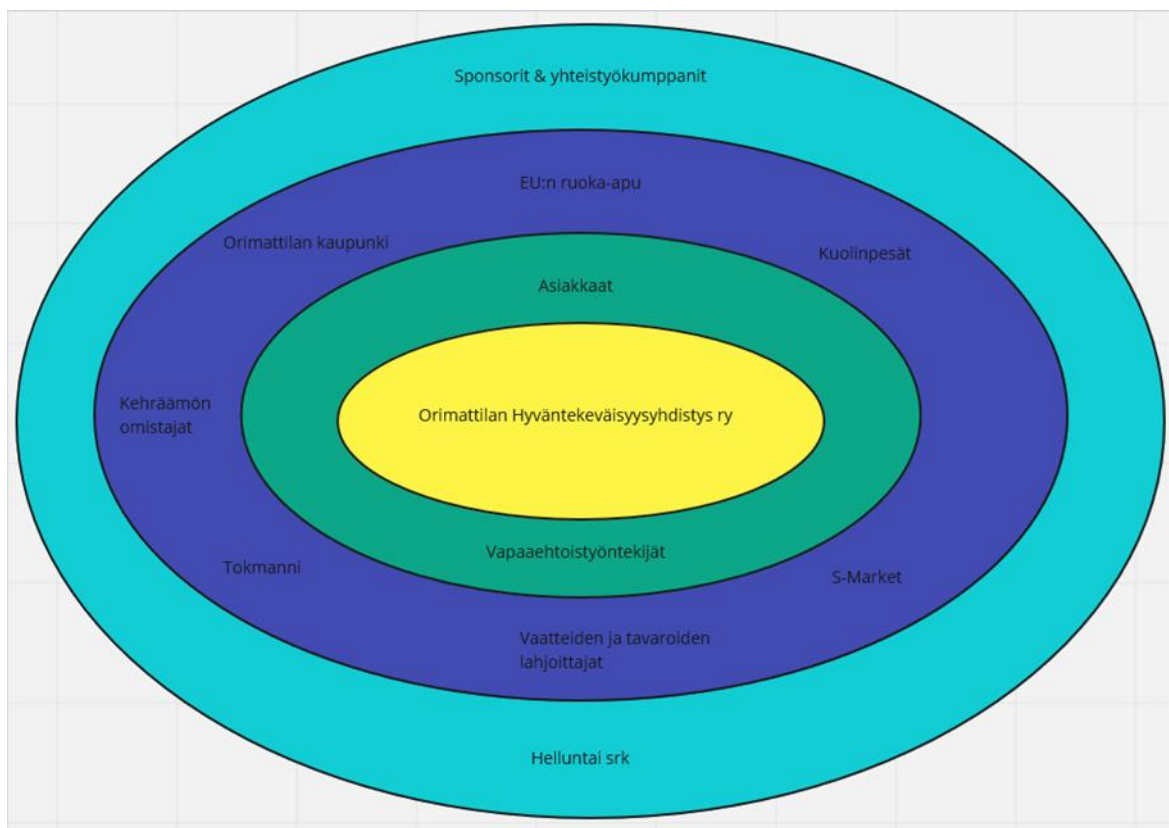 Sponsorit & yhteistyökumppanit
EU:n ruoka-apu
Orimattilan kaupunki
Kuolinpesät
Asiakkaat
Kehräämön
omistajat
Orimattilan Hyväntekeväisyysyhdistys ry
Vapaaehtoistyöntekijät
Tokmanni
S-Market
Vaatteiden ja tavaroiden
lahjoittajat
Helluntai srk